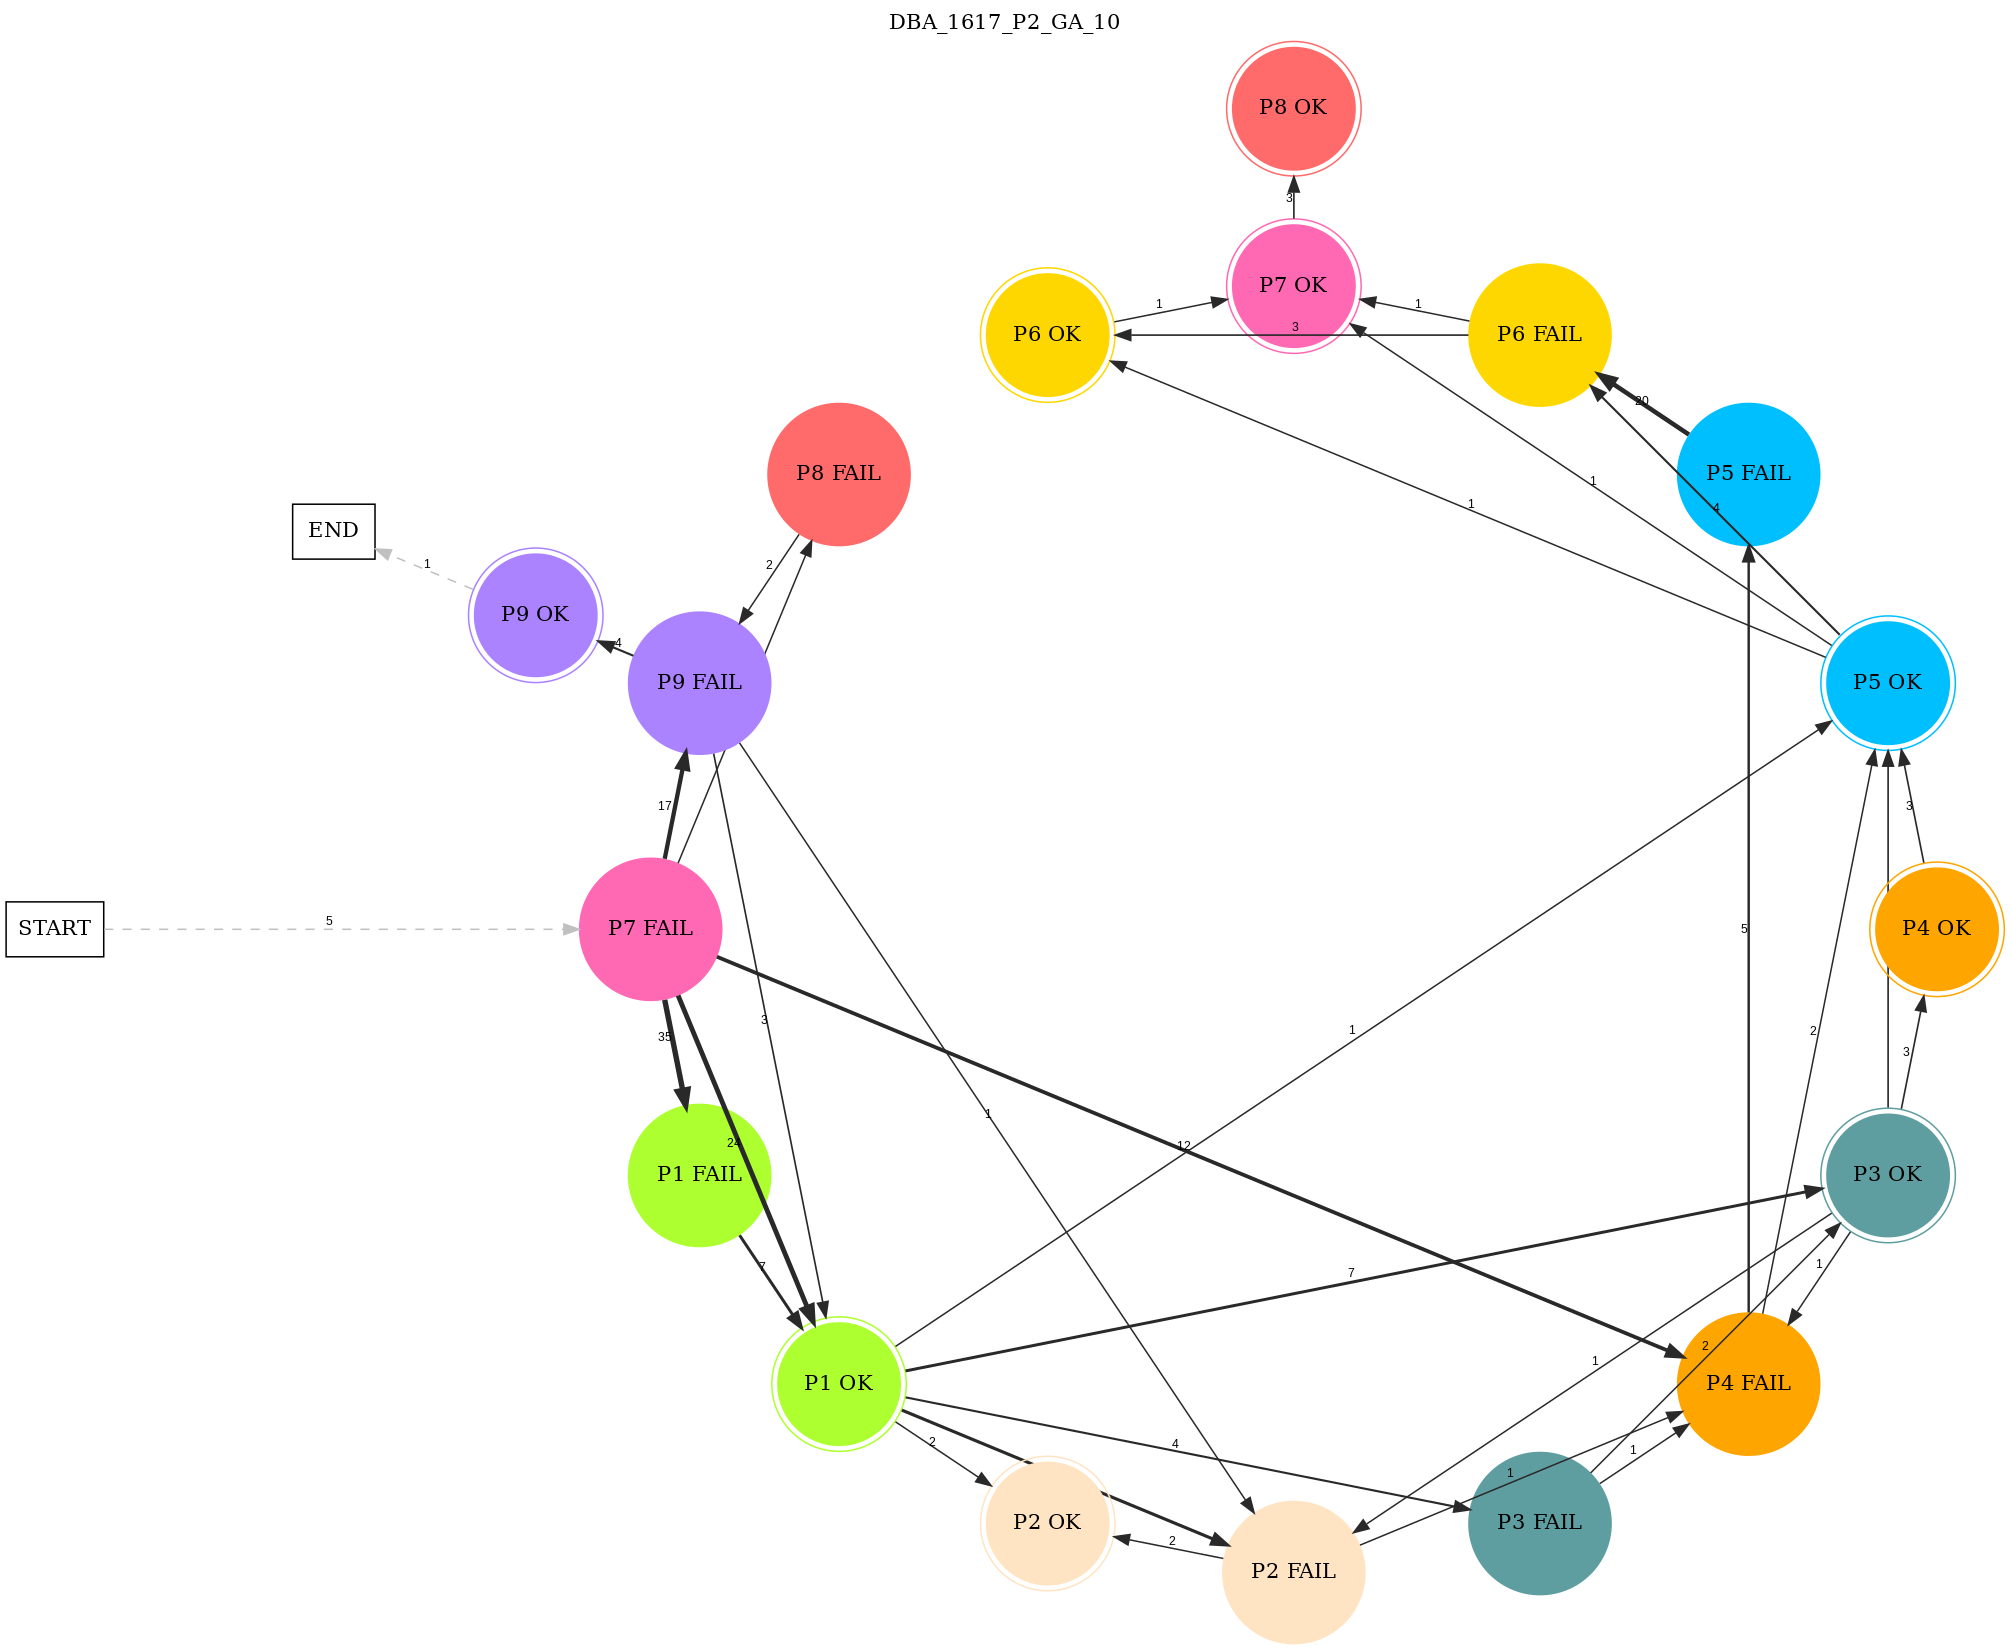 DBA_1617_P2_GA_10
P8 OK
3
P7 OK
1
1
P6 OK
3
P6 FAIL
20
P8 FAIL
P5 FAIL
1
1
4
END
1
2
P9 OK
4
P9 FAIL
P5 OK
17
3
START
5
P7 FAIL
5
P4 OK
35
3
1
2
3
24
1
12
P1 FAIL
P3 OK
7
7
1
2
1
P1 OK
P4 FAIL
2
4
1
1
P2 OK
P3 FAIL
2
P2 FAIL